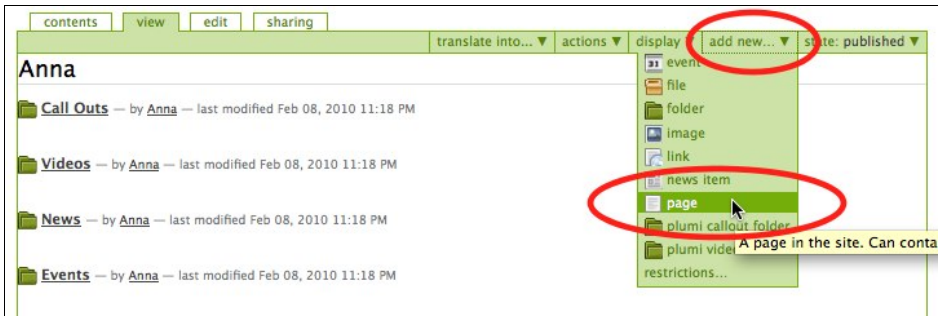 contents view edit sharing
translate into... ▼ actions ▼ display ▼ add new... ▼ state: published ▼
Anna
31 event
file
folder
image
link
news item
page
plumi callout folder
plumi
A page in the site. Can
restrictions...
Call Outs — by Anna — last modified Feb 08, 2010 11:18 PM
Videos — by Anna — last modified Feb 08, 2010 11:18 PM
News — by Anna — last modified Feb 08, 2010 11:18 PM
Events — by Anna — last modified Feb 08, 2010 11:18 PM